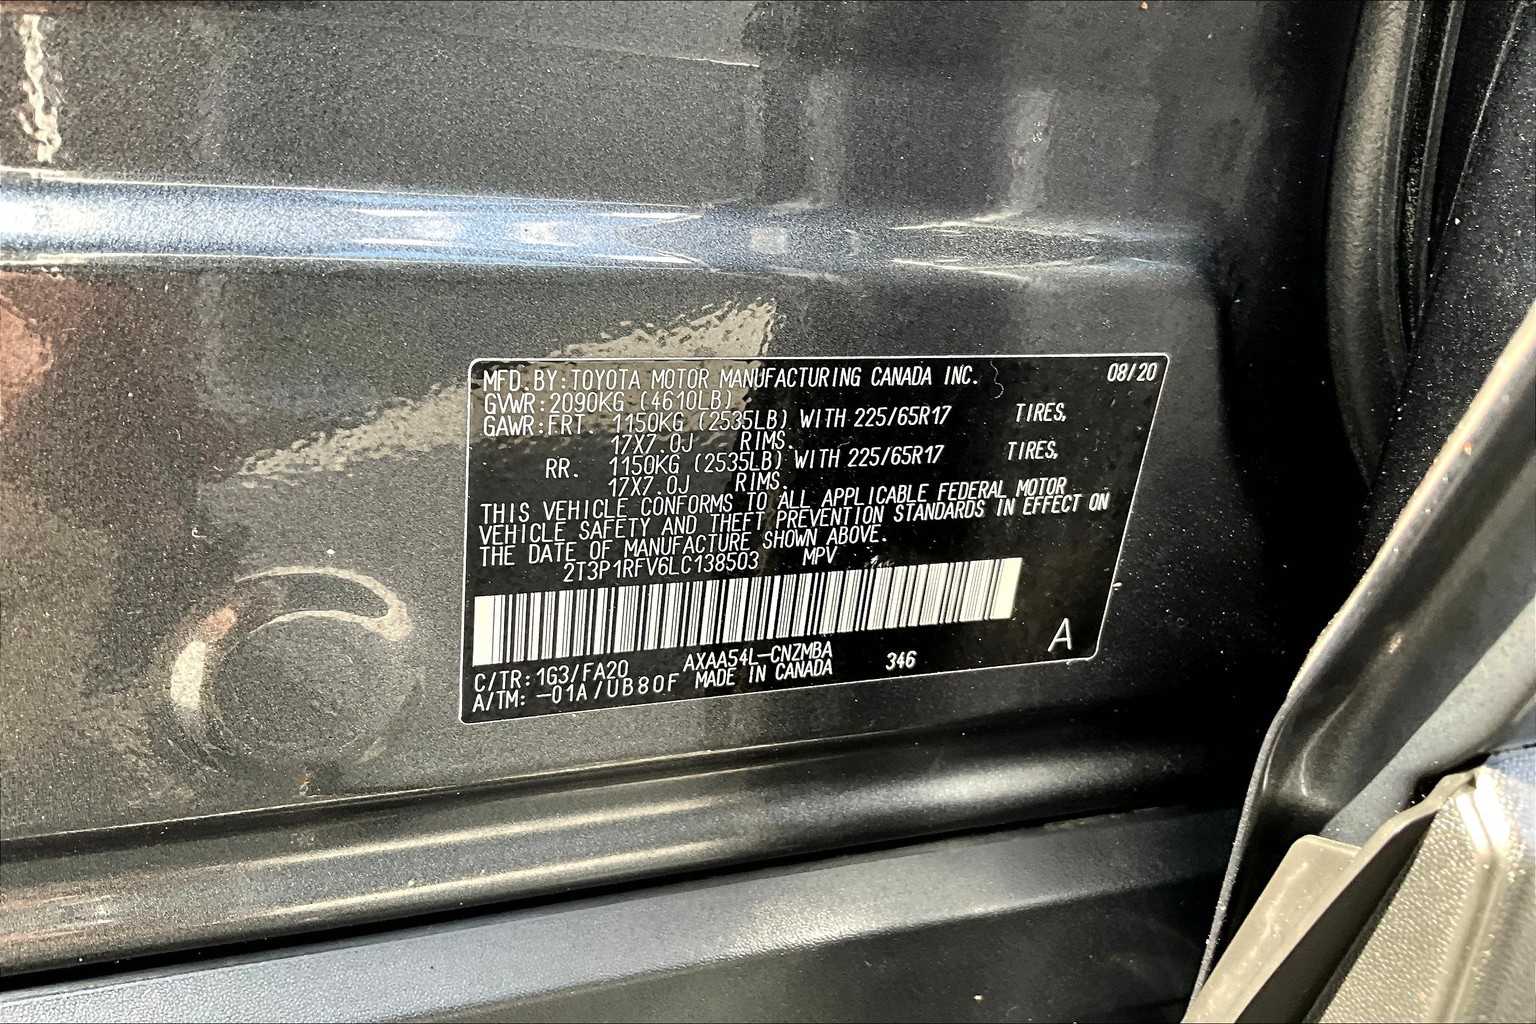 MFD.BY:TOYOTA MOTOR MANUFACTURING CANADA INC. 08/20
GVWR:2090KG (4610LB)
GAWR:FRT. 1150KG (2535LB) WITH 225/65R17 TIRES,
17X7.0J RIMS.
RR. 1150KG (2535LB) WITH 225/65R17 TIRES,
17X7.0J RIMS.
THIS VEHICLE CONFORMS TO ALL APPLICABLE FEDERAL MOTOR
VEHICLE SAFETY AND THEFT PREVENTION STANDARDS IN EFFECT ON
THE DATE OF MANUFACTURE SHOWN ABOVE.
2T3P1RFV6LC138503 MPV
A
C/TR:1G3/FA20 AXAA54L-CNZMBA 346
A/TM:-01A/UB80F MADE IN CANADA